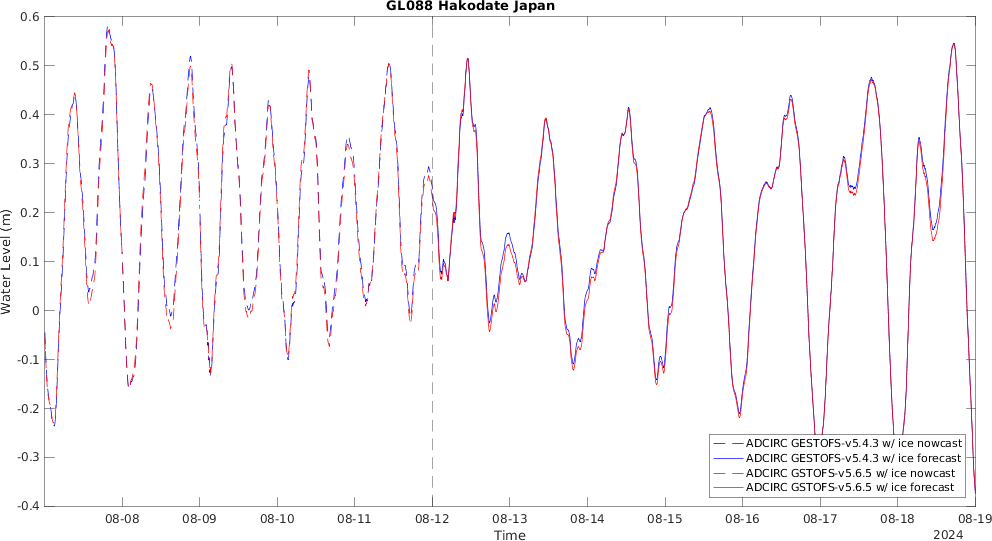 GL088 Hakodate Japan
0.6
0.5
0.4
0.3
0.2
0.1
0
-0.1
-0.2
-0.3
-0.4
Water Level (m)
ADCIRC GESTOFS-v5.4.3 w/ ice nowcast
ADCIRC GESTOFS-v5.4.3 w/ ice forecast
ADCIRC GSTOFS-v5.6.5 w/ ice nowcast
ADCIRC GSTOFS-v5.6.5 w/ ice forecast
08-08 08-09 08-10 08-11 08-12 08-13 08-14 08-15 08-16 08-17 08-18 08-19
Time
2024